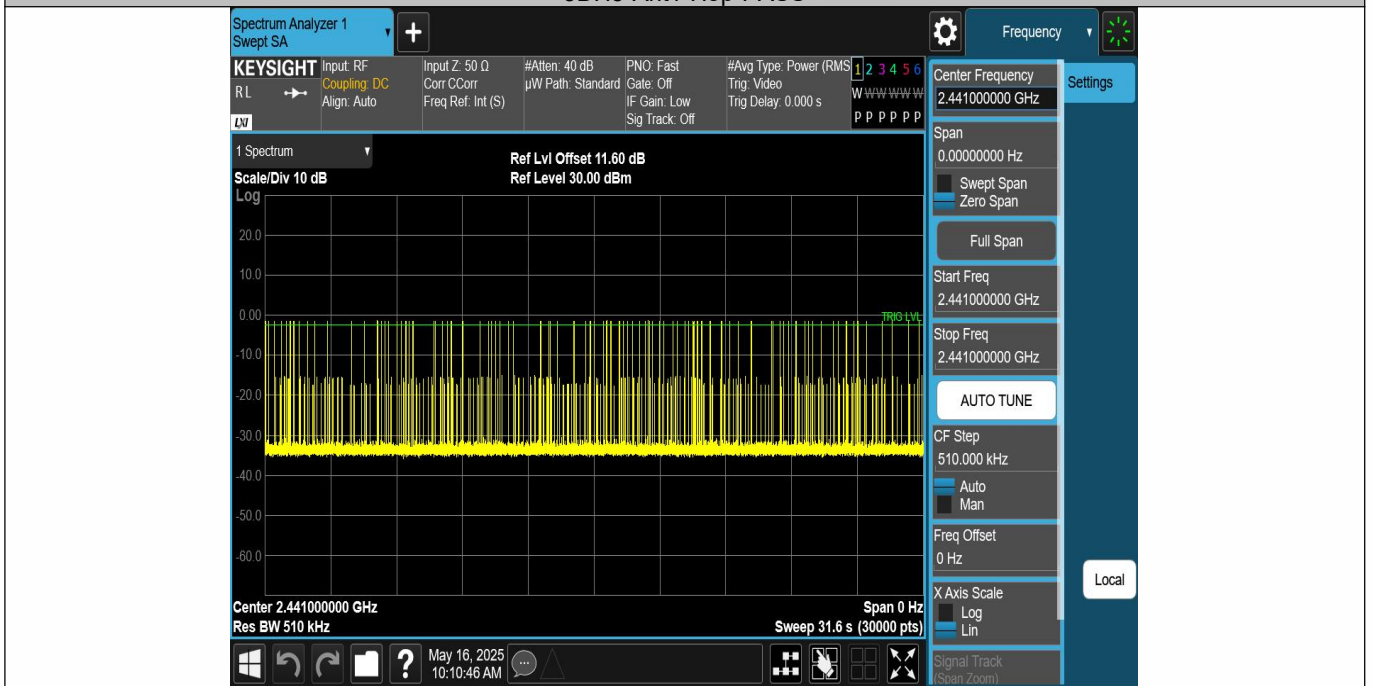 Spectrum Analyzer 1
Swept SA
+
Frequency
KEYSIGHT
RL
LXI
Input: RF
Coupling: DC
Align: Auto
Input Z: 50 Ω
Corr CCorr
Freq Ref: Int (S)
#Atten: 40 dB
µW Path: Standard
PNO: Fast
Gate: Off
IF Gain: Low
Sig Track: Off
#Avg Type: Power (RMS
Trig: Video
Trig Delay: 0.000 s
1 2 3 4 5 6
W W W W W W
P P P P P P
1 Spectrum
Scale/Div 10 dB
Log
Ref Lvl Offset 11.60 dB
Ref Level 30.00 dBm
20.0
10.0
0.00
TRIG LVL
-10.0
-20.0
-30.0
-40.0
-50.0
-60.0
Center 2.441000000 GHz
Res BW 510 kHz
Span 0 Hz
Sweep 31.6 s (30000 pts)
Center Frequency
2.441000000 GHz
Settings
Span
0.00000000 Hz
Swept Span
Zero Span
Full Span
Start Freq
2.441000000 GHz
Stop Freq
2.441000000 GHz
AUTO TUNE
CF Step
510.000 kHz
Auto
Man
Freq Offset
0 Hz
X Axis Scale
Log
Lin
Local
Signal Track
(Span Zoom)
?
May 16, 2025
10:10:46 AM